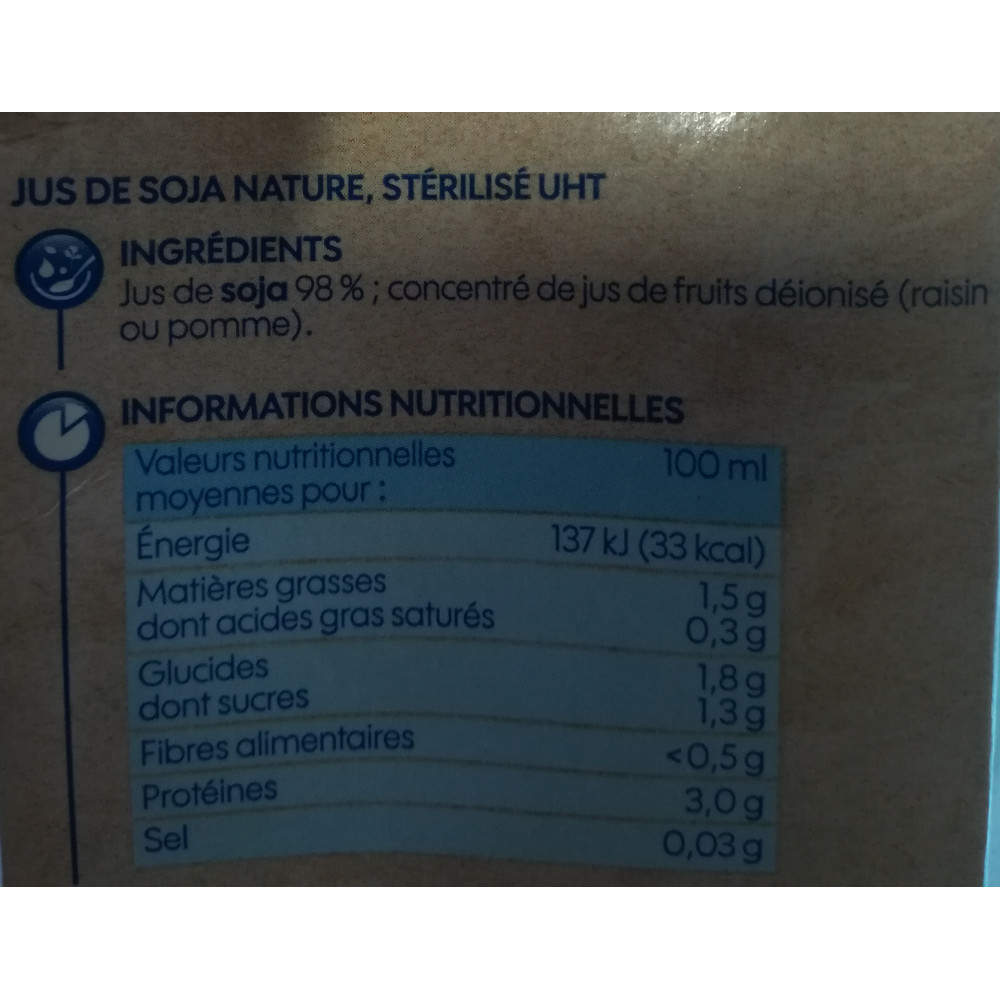 JUS DE SOJA NATURE, STÉRILISÉ UHT
INGRÉDIENTS
Jus de soja 98 % ; concentré de jus de fruits déionisé (raisin
ou pomme).
INFORMATIONS NUTRITIONNELLES
Valeurs nutritionnelles 100 ml
moyennes pour :
Énergie 137 kJ (33 kcal)
Matières grasses 1,5 g
dont acides gras saturés 0,3 g
Glucides 1,8 g
dont sucres 1,3 g
Fibres alimentaires <0,5 g
Protéines 3,0 g
Sel 0,03 g